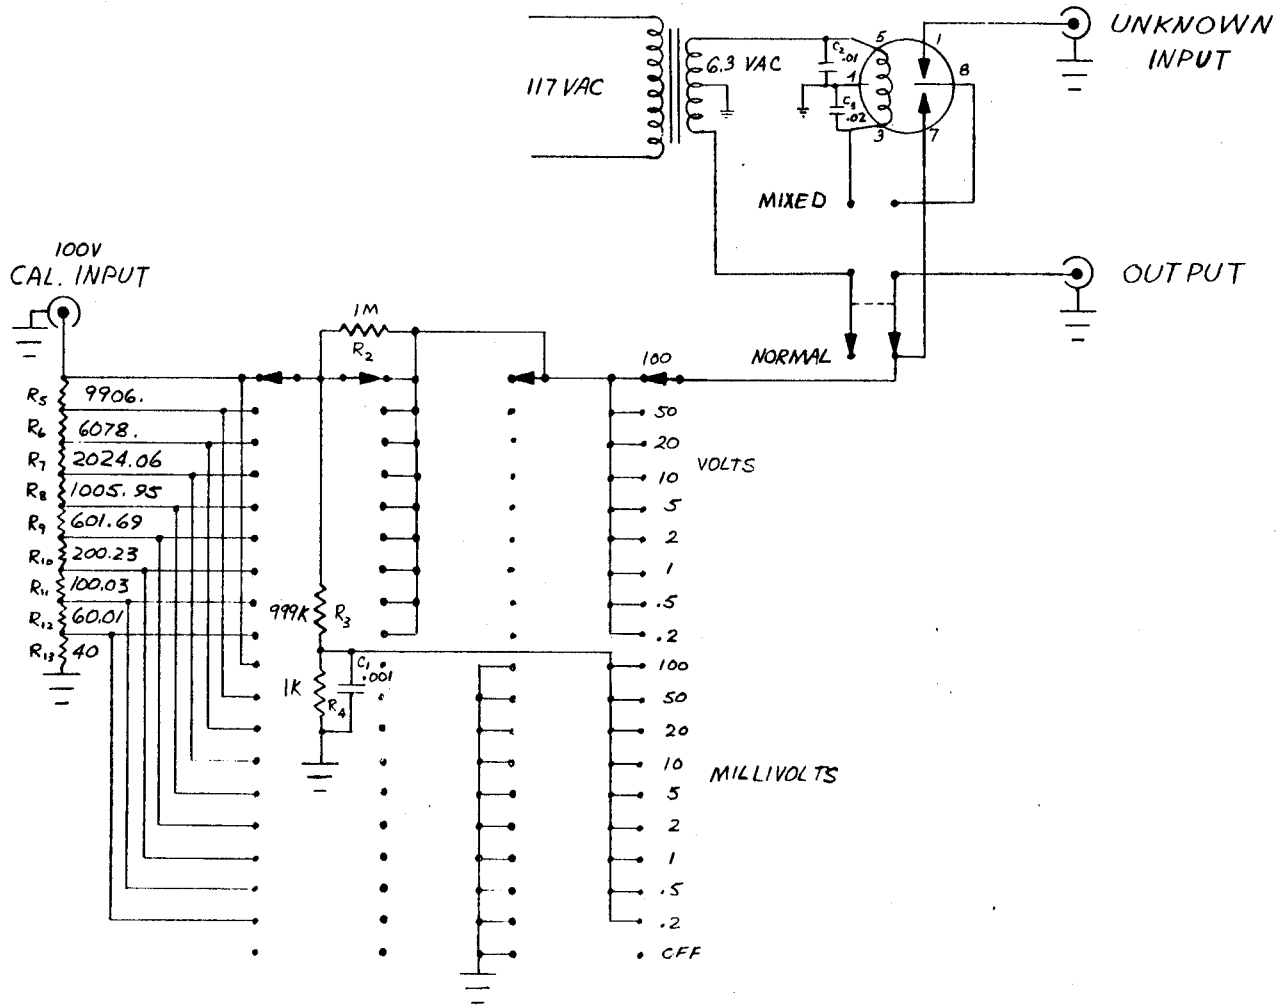 UNKNOWN
INPUT
117 VAC
6.3 VAC
C2 .01
5
1
8
4
C3 .02
3
7
MIXED
100V
CAL. INPUT
OUTPUT
1M
R2
NORMAL
100
R5 9906.
50
R6 6078.
20
VOLTS
R7 2024.06
10
R8 1005.95
5
R9 601.69
2
R10 200.23
1
R11 100.03
.5
999K R3
R12 60.01
.2
R13 40
C1 .001
100
1K
R4
50
20
10
MILLIVOLTS
5
2
1
.5
.2
OFF